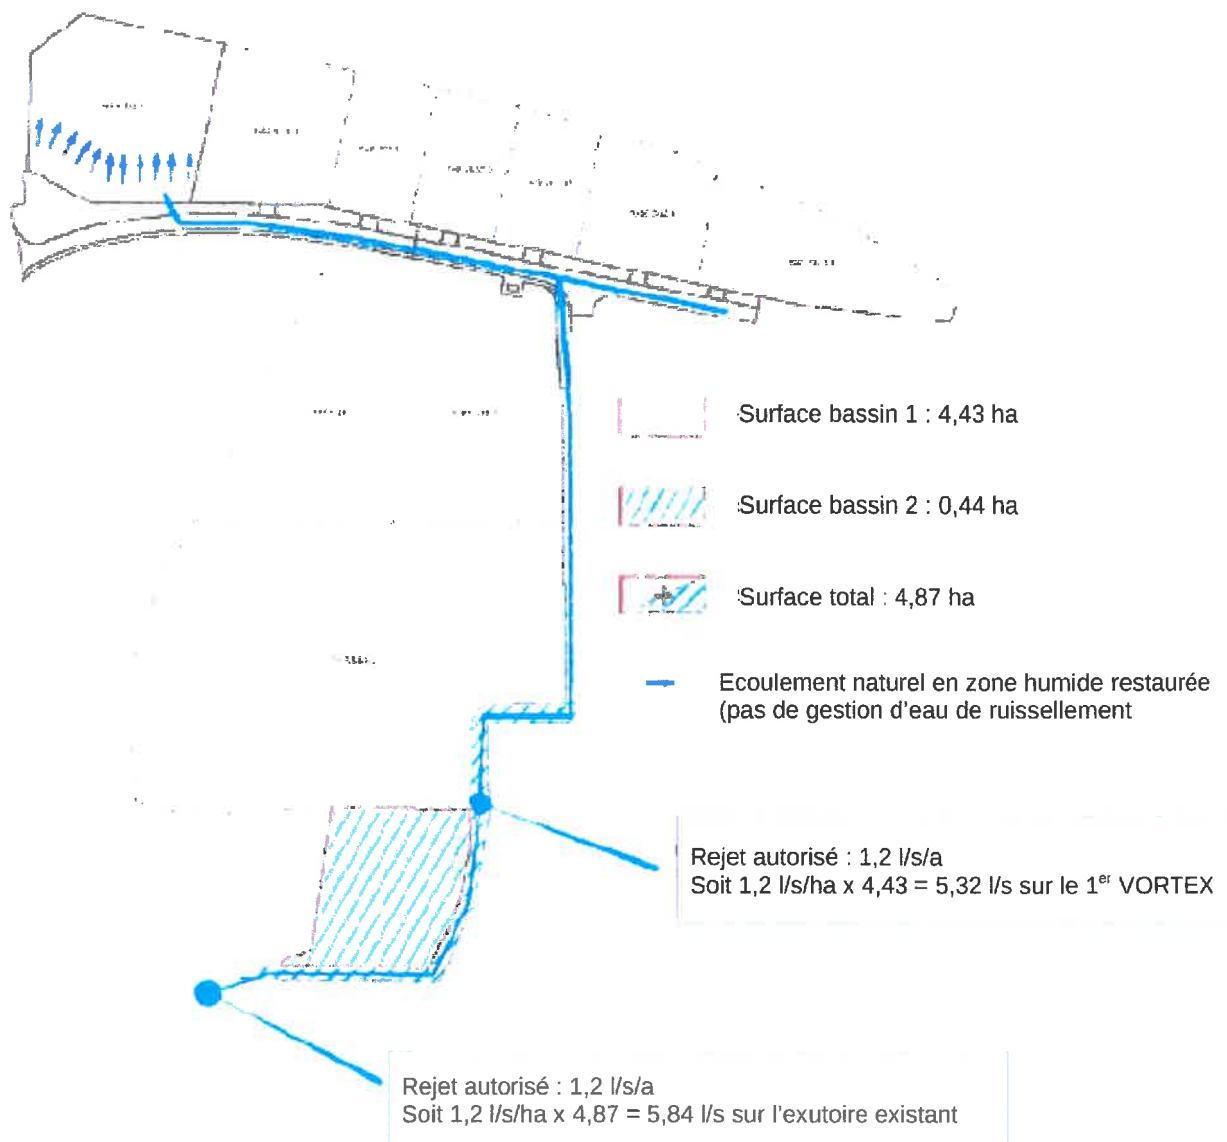 Surface bassin 1 : 4,43 ha
Surface bassin 2 : 0,44 ha
Surface total : 4,87 ha
Ecoulement naturel en zone humide restaurée
(pas de gestion d'eau de ruissellement
Rejet autorisé : 1,2 l/s/a
Soit 1,2 l/s/ha x 4,43 = 5,32 l/s sur le 1er VORTEX
Rejet autorisé : 1,2 l/s/a
Soit 1,2 l/s/ha x 4,87 = 5,84 l/s sur l'exutoire existant